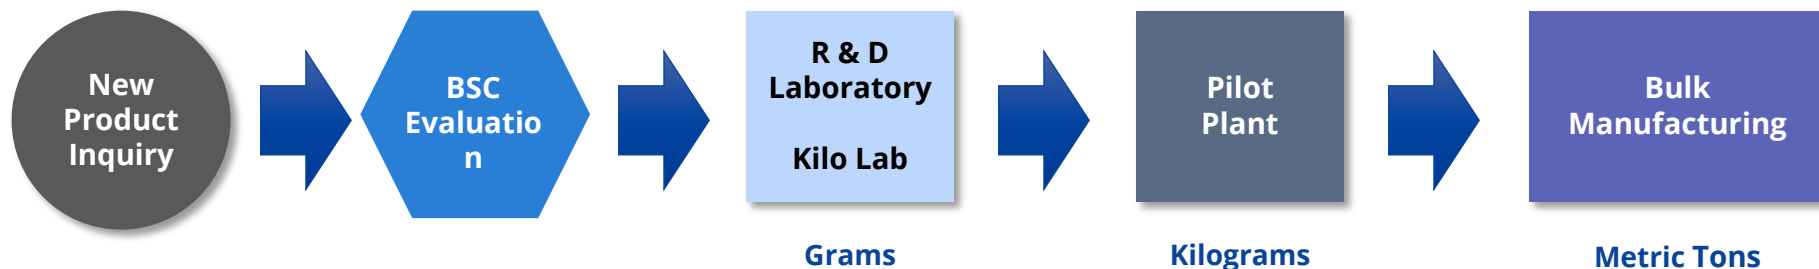 New
Product
Inquiry
BSC
Evaluatio
n
R & D
Laboratory
Kilo Lab
Pilot
Plant
Bulk
Manufacturing
Grams
Kilograms
Metric Tons